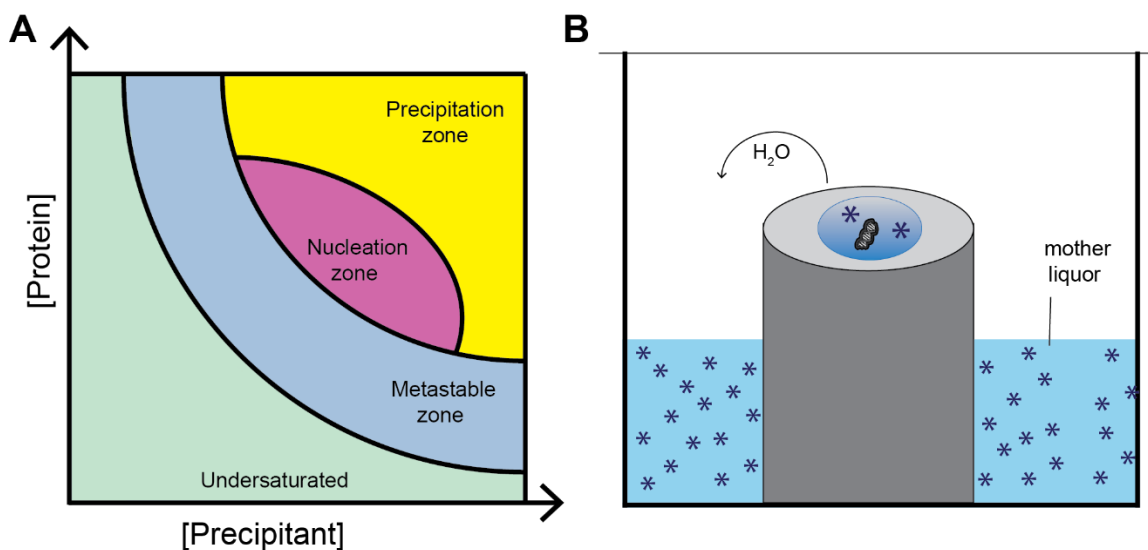 A
[Protein]
Precipitation
zone
Nucleation
zone
Metastable
zone
Undersaturated
[Precipitant]
B
H₂O
mother
liquor